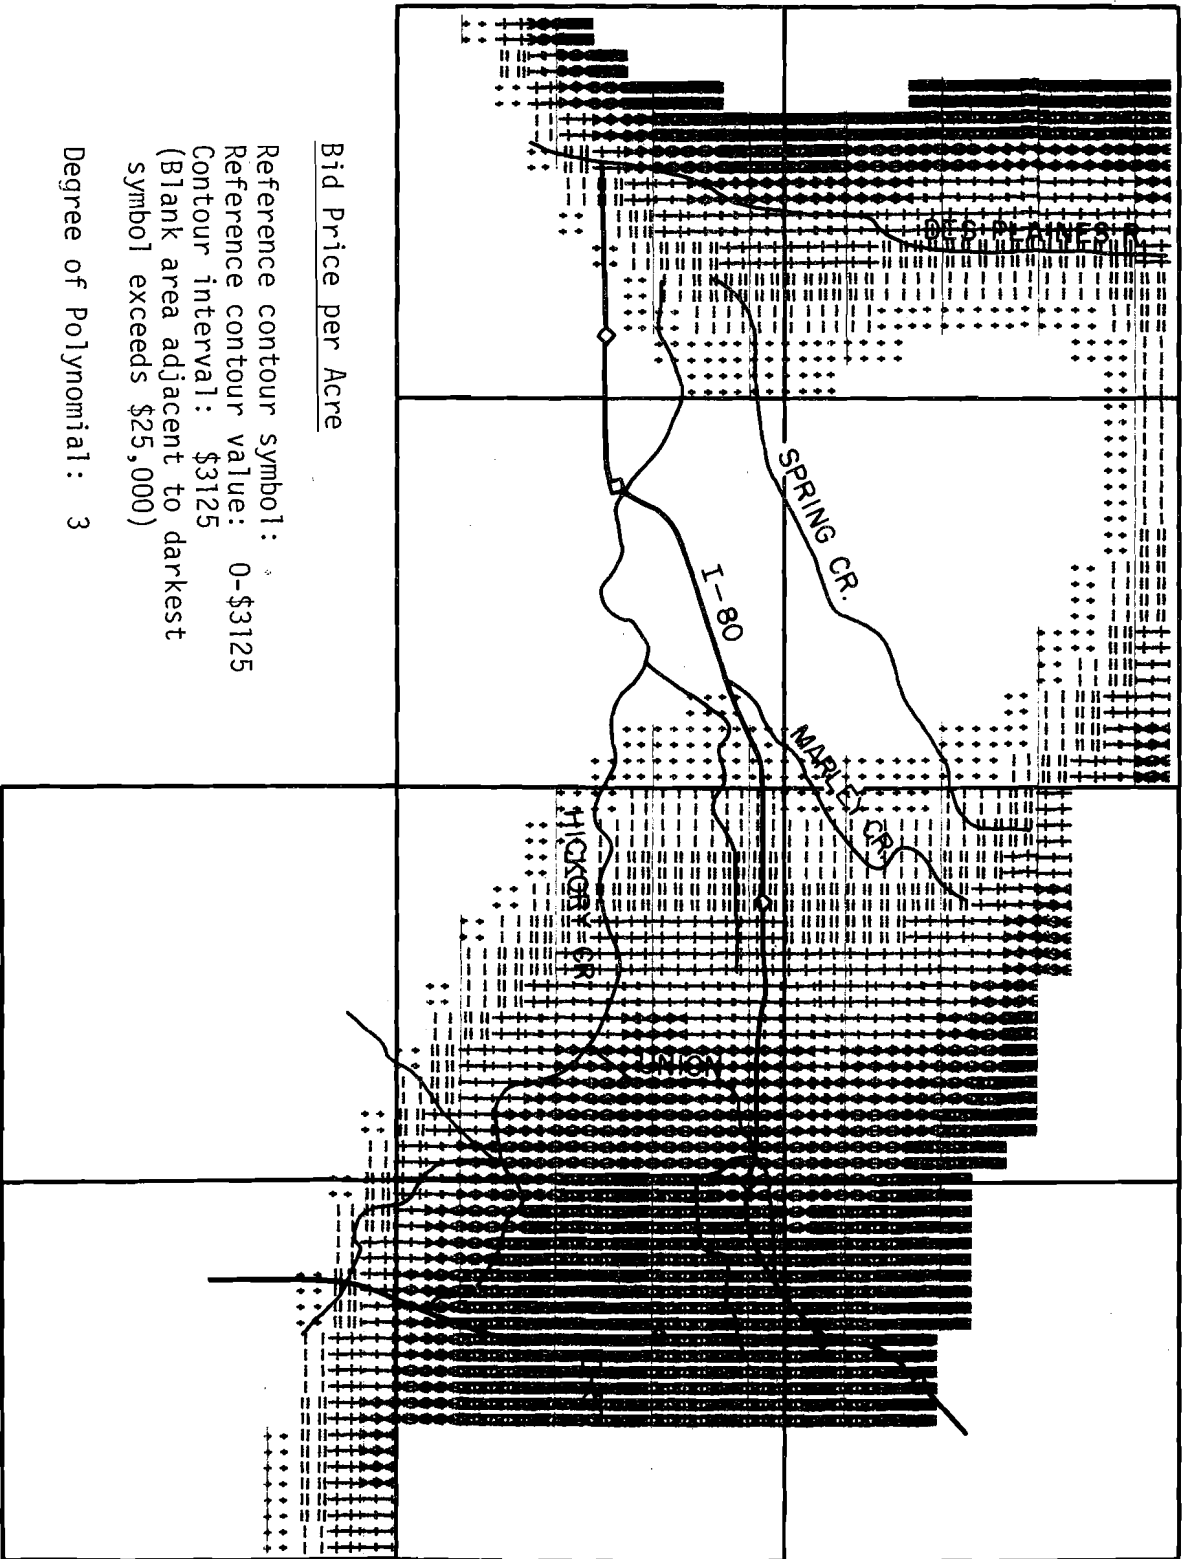 DES PLAINES R.
SPRING CR.
I-80
MARLEY CR.
HICKORY CR.
UNION
Bid Price per Acre
Reference contour symbol: +
Reference contour value: 0-$3125
Contour interval: $3125
(Blank area adjacent to darkest
symbol exceeds $25,000)
Degree of Polynomial: 3